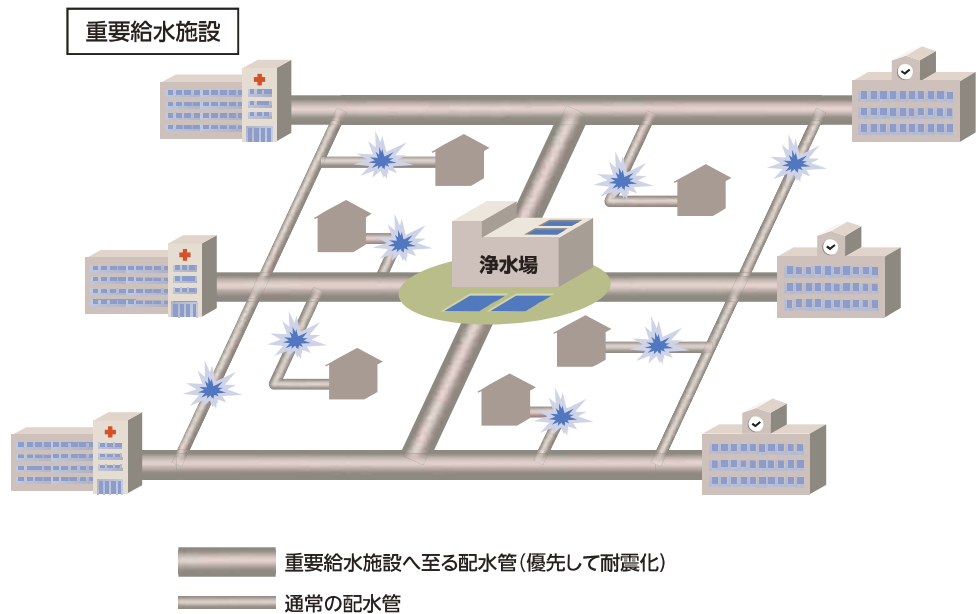 重要給水施設
浄水場
重要給水施設へ至る配水管(優先して耐震化)
通常の配水管